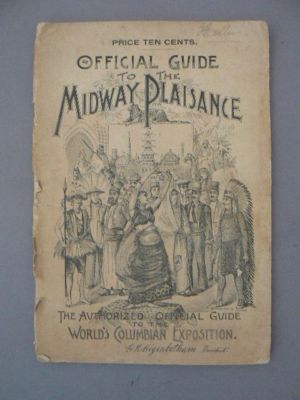 PRICE TEN CENTS.
OFFICIAL GUIDE
TO THE
MIDWAY PLAISANCE
THE AUTHORIZED OFFICIAL GUIDE
TO THE
WORLD'S COLUMBIAN EXPOSITION.
H. N. Higinbotham President